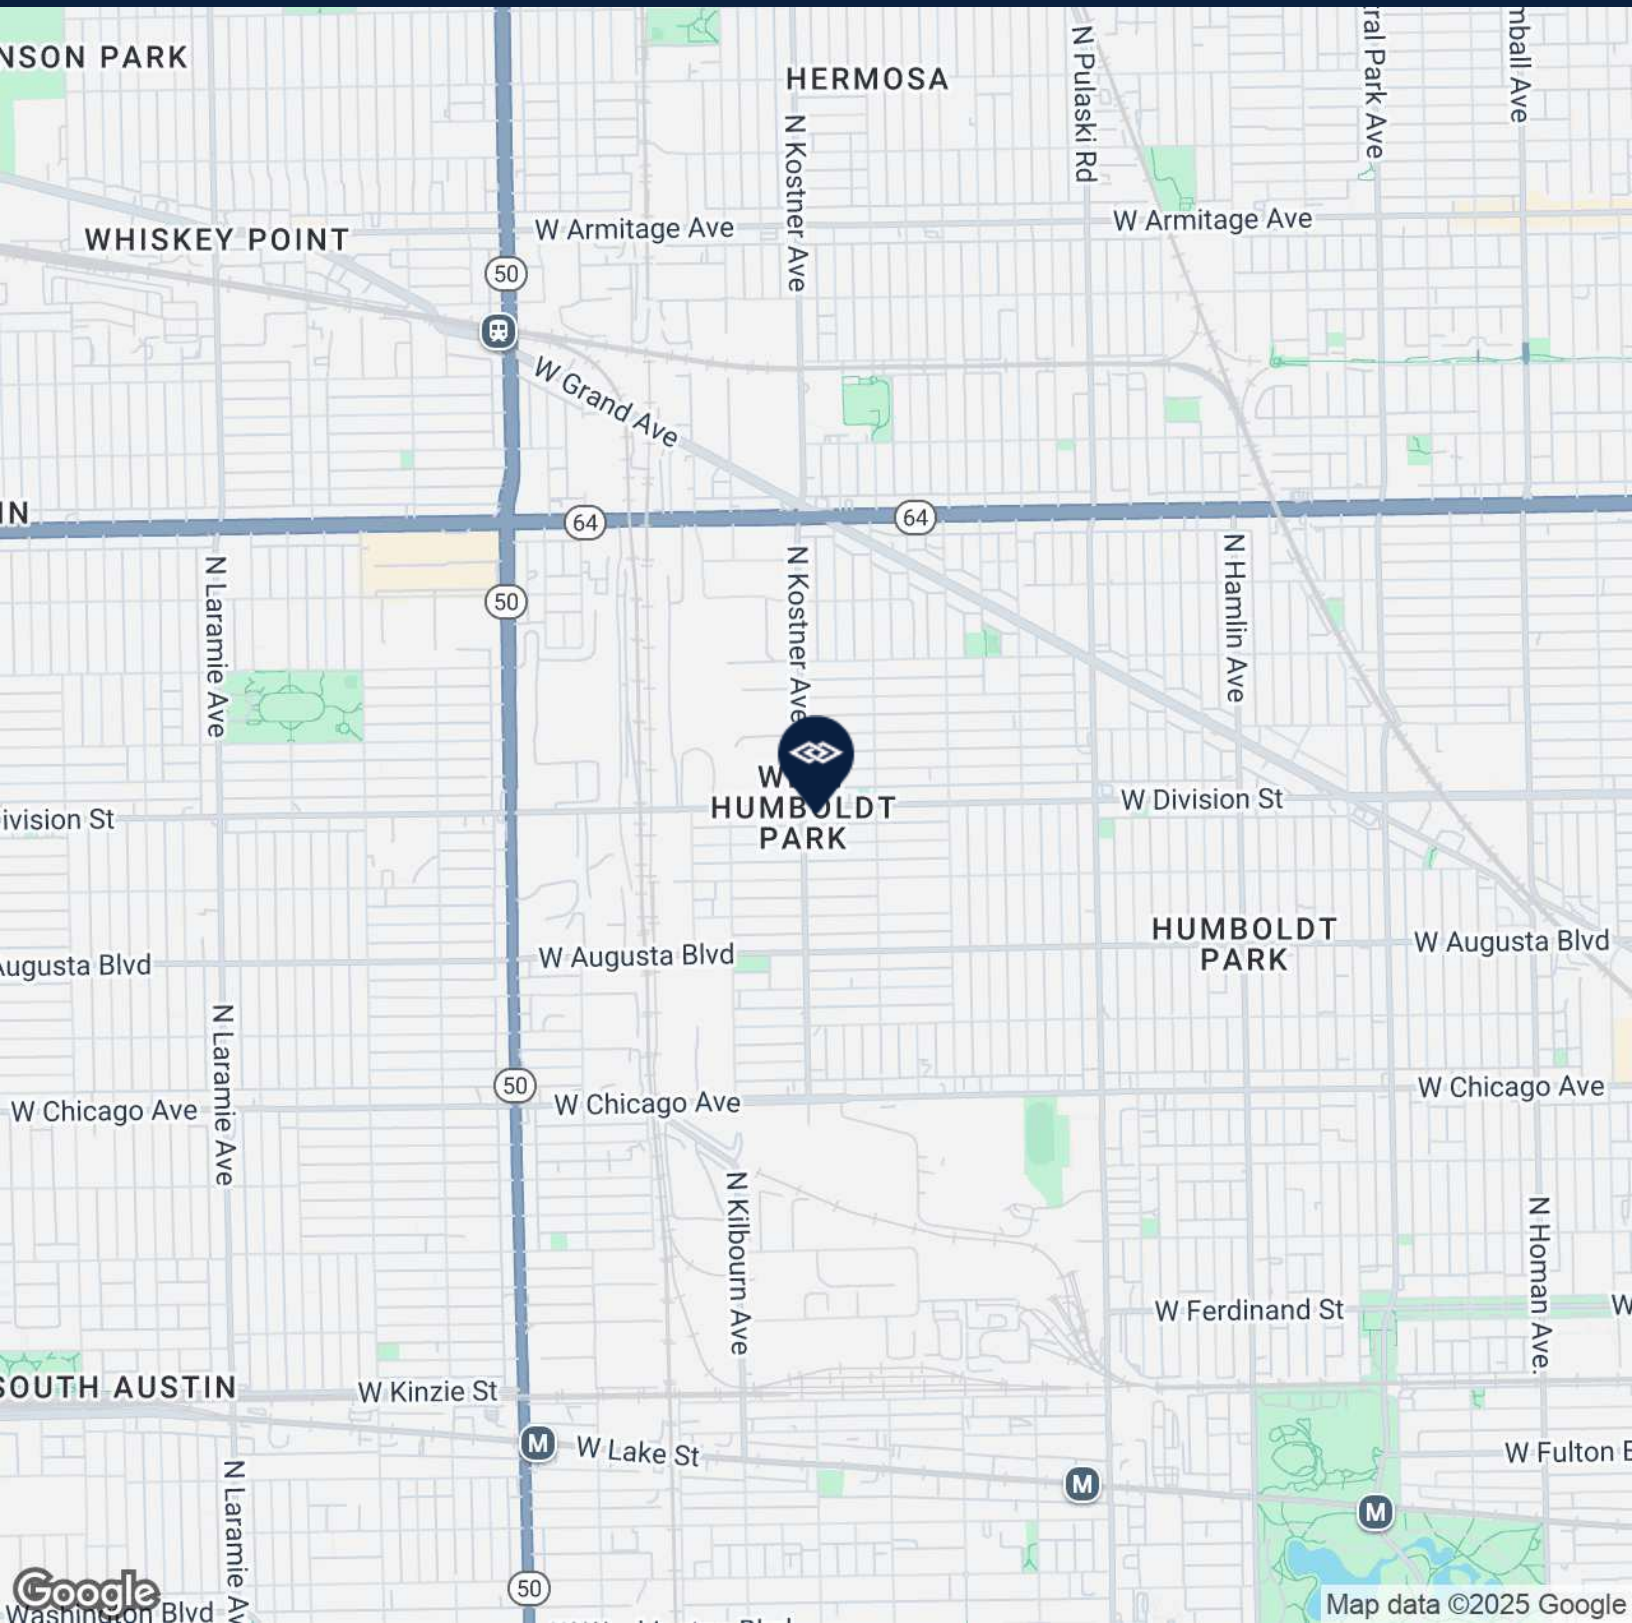 NSON PARK
HERMOSA
N Pulaski Rd
ral Park Ave
mball Ave
N Kostner Ave
W Armitage Ave
W Armitage Ave
WHISKEY POINT
50
W Grand Ave
IN
64
64
N Laramie Ave
50
N Kostner Ave
N Hamlin Ave
W
HUMBOLDT
PARK
ivision St
W Division St
HUMBOLDT
PARK
Augusta Blvd
W Augusta Blvd
W Augusta Blvd
N Laramie Ave
50
W Chicago Ave
W Chicago Ave
W Chicago Ave
N Kilbourn Ave
N Homan Ave
W Ferdinand St
W
SOUTH AUSTIN
W Kinzie St
M
W Lake St
M
W Fulton B
M
N Laramie Av
50
Google
Washington Blvd
Map data ©2025 Google